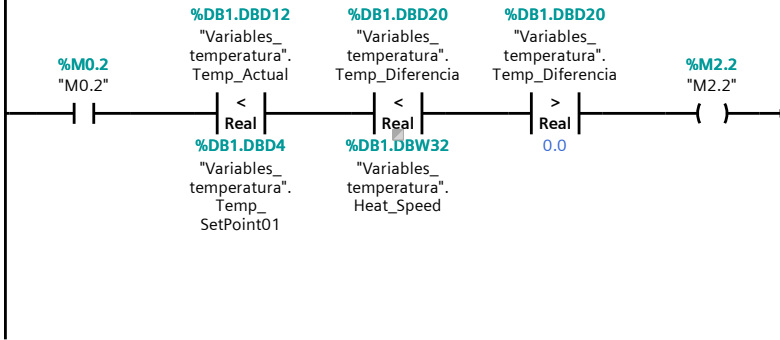 %DB1.DBD12
"Variables_
temperatura".
Temp_Actual
%DB1.DBD20
"Variables_
temperatura".
Temp_Diferencia
%DB1.DBD20
"Variables_
temperatura".
Temp_Diferencia
%M0.2
"M0.2"
%M2.2
"M2.2"
<
Real
<
Real
>
Real
%DB1.DBD4
"Variables_
temperatura".
Temp_
SetPoint01
%DB1.DBW32
"Variables_
temperatura".
Heat_Speed
0.0